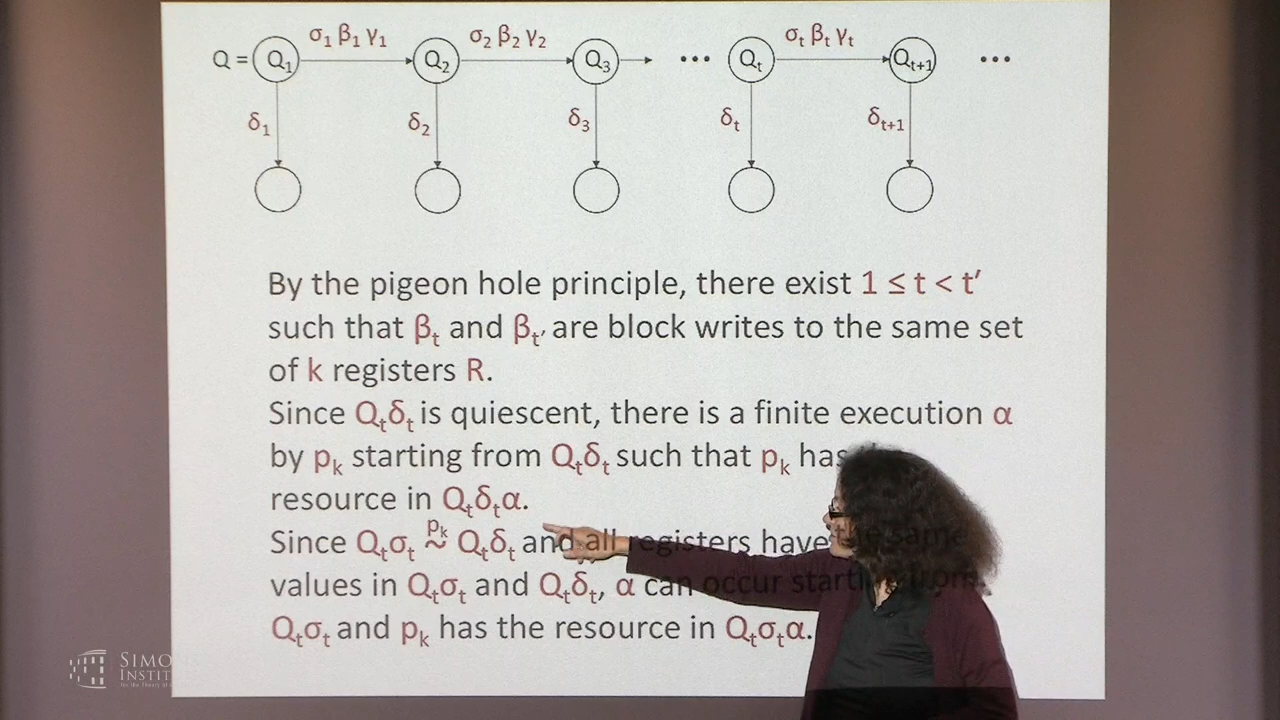 σ₁ β₁ γ₁ σ₂ β₂ γ₂ σₜ βₜ γₜ
Q = Q₁ Q₂ Q₃ ••• Qₜ Qₜ₊₁ •••
δ₁ δ₂ δ₃ δₜ δₜ₊₁
By the pigeon hole principle, there exist 1 ≤ t < t′
such that βₜ and βₜ′ are block writes to the same set
of k registers R.
Since Qₜδₜ is quiescent, there is a finite execution α
by pₖ starting from Qₜδₜ such that pₖ has
resource in Qₜδₜα.
Since Qₜσₜ ~pₖ Qₜδₜ and all registers have the same
values in Qₜσₜ and Qₜδₜ, α can occur starting from
Qₜσₜ and pₖ has the resource in Qₜσₜα.